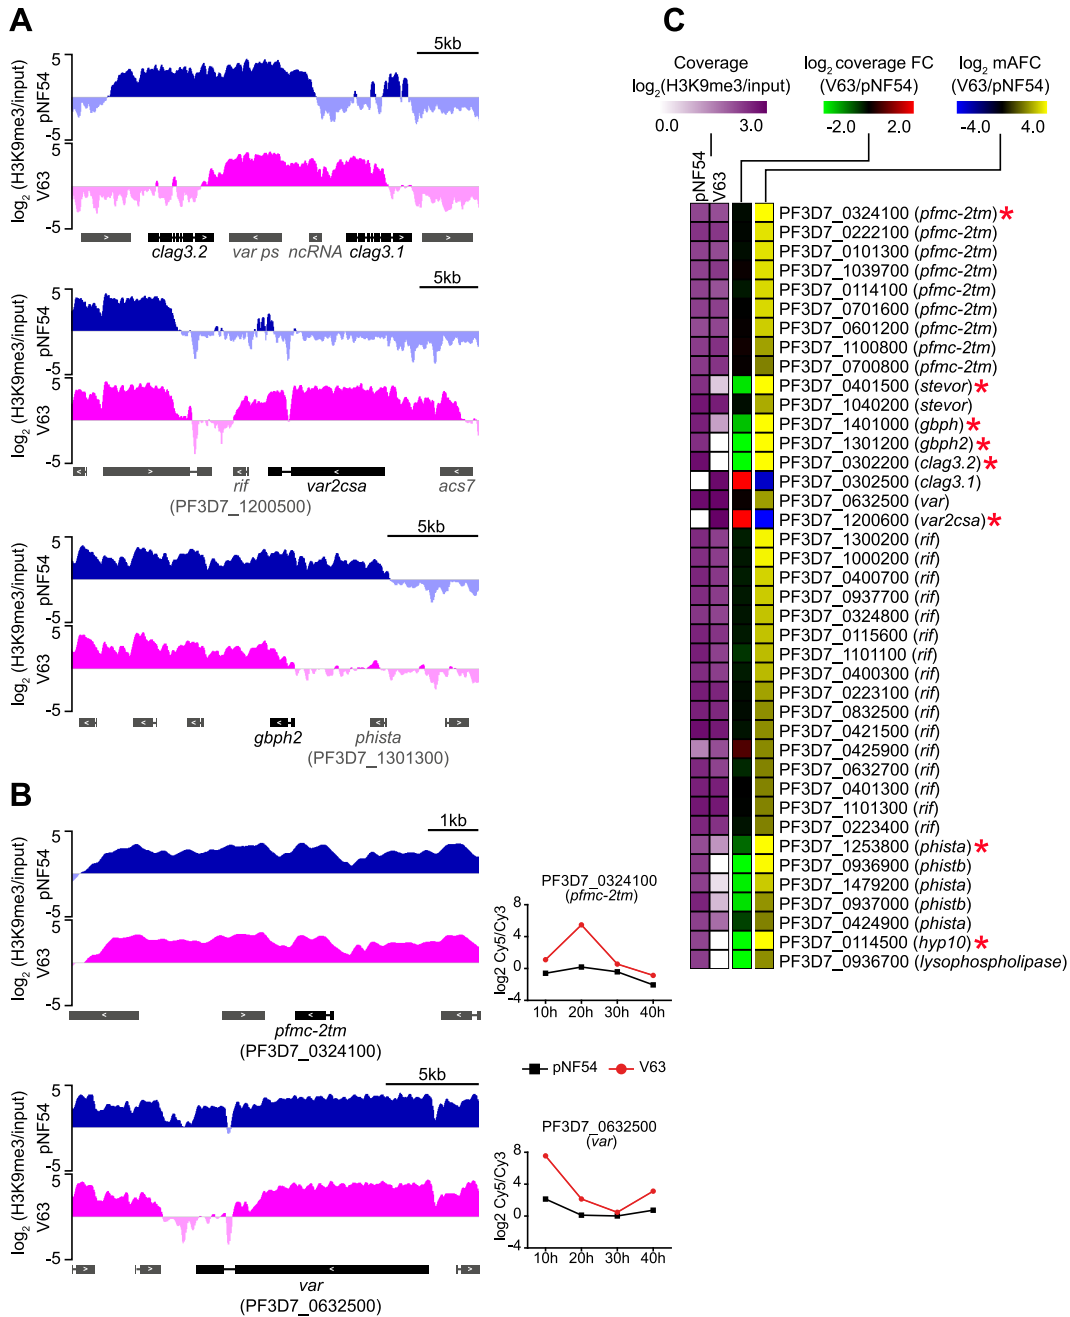 A
5kb
log2 (H3K9me3/input)
pNF54
5
-5
V63
5
-5
clag3.2
var ps
ncRNA
clag3.1
5kb
log2 (H3K9me3/input)
pNF54
5
-5
V63
5
-5
rif
(PF3D7_1200500)
var2csa
acs7
5kb
log2 (H3K9me3/input)
pNF54
5
-5
V63
5
-5
gbph2
phista
(PF3D7_1301300)
B
1kb
log2 (H3K9me3/input)
pNF54
5
-5
V63
5
-5
pfmc-2tm
(PF3D7_0324100)
PF3D7_0324100
(pfmc-2tm)
log2 Cy5/Cy3
8
4
0
-4
10h 20h 30h 40h
pNF54 V63
5kb
log2 (H3K9me3/input)
pNF54
5
-5
V63
5
-5
var
(PF3D7_0632500)
PF3D7_0632500
(var)
log2 Cy5/Cy3
8
4
0
-4
10h 20h 30h 40h
C
Coverage
log2(H3K9me3/input)
0.0 3.0
log2 coverage FC
(V63/pNF54)
-2.0 2.0
log2 mAFC
(V63/pNF54)
-4.0 4.0
pNF54
V63
PF3D7_0324100 (pfmc-2tm)*
PF3D7_0222100 (pfmc-2tm)
PF3D7_0101300 (pfmc-2tm)
PF3D7_1039700 (pfmc-2tm)
PF3D7_0114100 (pfmc-2tm)
PF3D7_0701600 (pfmc-2tm)
PF3D7_0601200 (pfmc-2tm)
PF3D7_1100800 (pfmc-2tm)
PF3D7_0700800 (pfmc-2tm)
PF3D7_0401500 (stevor)*
PF3D7_1040200 (stevor)
PF3D7_1401000 (gbph)*
PF3D7_1301200 (gbph2)*
PF3D7_0302200 (clag3.2)*
PF3D7_0302500 (clag3.1)
PF3D7_0632500 (var)
PF3D7_1200600 (var2csa)*
PF3D7_1300200 (rif)
PF3D7_1000200 (rif)
PF3D7_0400700 (rif)
PF3D7_0937700 (rif)
PF3D7_0324800 (rif)
PF3D7_0115600 (rif)
PF3D7_1101100 (rif)
PF3D7_0400300 (rif)
PF3D7_0223100 (rif)
PF3D7_0832500 (rif)
PF3D7_0421500 (rif)
PF3D7_0425900 (rif)
PF3D7_0632700 (rif)
PF3D7_0401300 (rif)
PF3D7_1101300 (rif)
PF3D7_0223400 (rif)
PF3D7_1253800 (phista)*
PF3D7_0936900 (phistb)
PF3D7_1479200 (phista)
PF3D7_0937000 (phistb)
PF3D7_0424900 (phista)
PF3D7_0114500 (hyp10)*
PF3D7_0936700 (lysophospholipase)